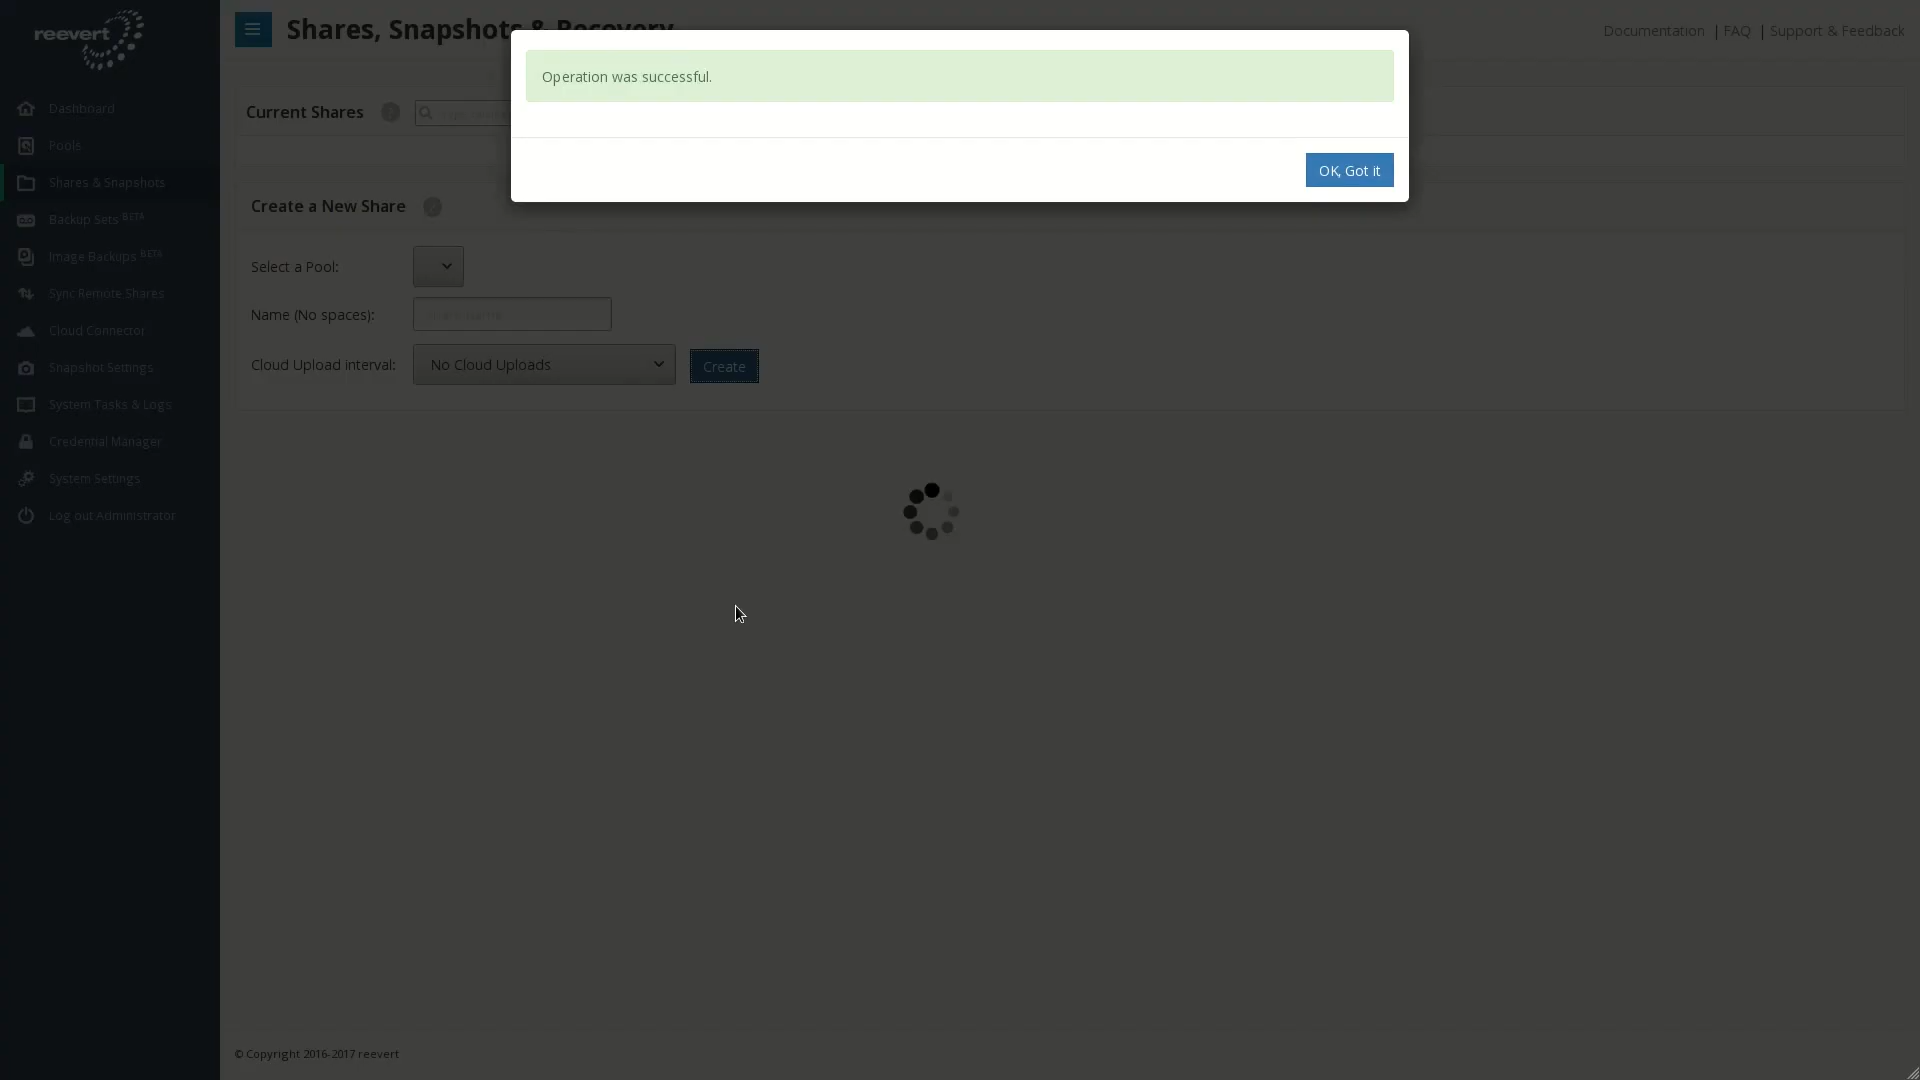 reevert
Shares, Snapshots & Recovery
Documentation | FAQ | Support & Feedback
Operation was successful.
OK, Got it
Dashboard
Pools
Shares & Snapshots
Backup Sets BETA
Image Backups BETA
Sync Remote Shares
Cloud Connector
Snapshot Settings
System Tasks & Logs
Credential Manager
System Settings
Log out Administrator
Current Shares
Create a New Share
Select a Pool:
Name (No spaces):
Cloud Upload interval:
No Cloud Uploads
Create
© Copyright 2016-2017 reevert